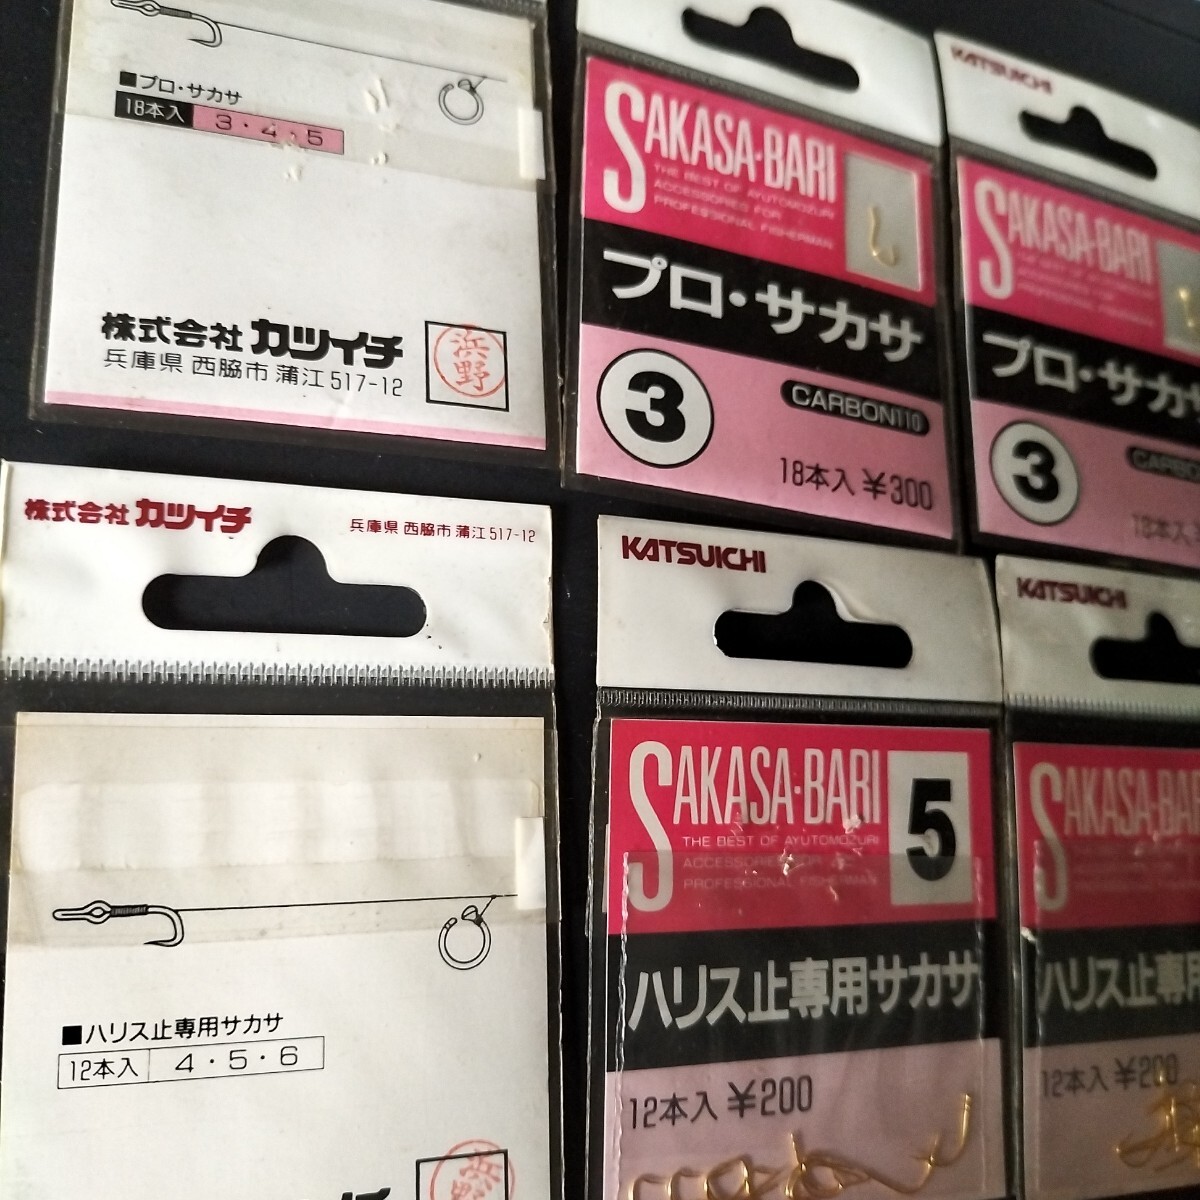 ■プロ・サカサ
18本入 3・4・5
株式会社 カツイチ
兵庫県 西脇市 蒲江 517-12
浜野
SAKASA・BARI
THE BEST OF AYUTOMOZURI
ACCESSORIES FOR
PROFESSIONAL FISHERMAN
プロ・サカサ
3
CARBON110
18本入 ¥300
KATSUICHI
SAKASA・BARI
プロ・サカサ
3
18本入
株式会社 カツイチ
兵庫県 西脇市 蒲江 517-12
■ハリス止専用サカサ
12本入 4・5・6
KATSUICHI
SAKASA・BARI
5
THE BEST OF AYUTOMOZURI
ACCESSORIES FOR
PROFESSIONAL FISHERMAN
ハリス止専用サカサ
12本入 ¥200
KATSUICHI
SAKASA・BARI
ハリス止専用
12本入 ¥200